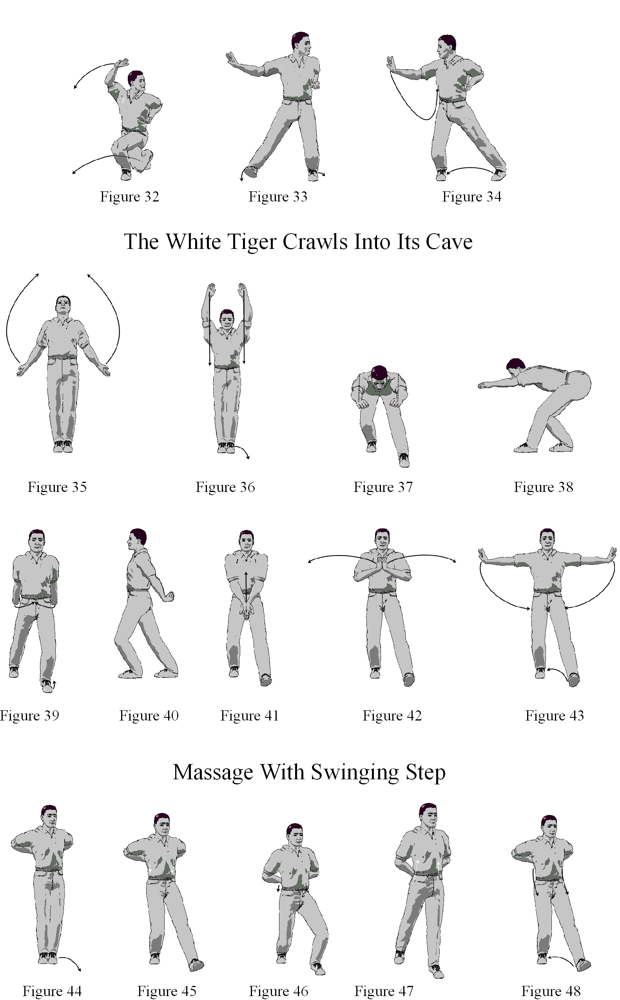 Figure 32 Figure 33 Figure 34
The White Tiger Crawls Into Its Cave
Figure 35 Figure 36 Figure 37 Figure 38
Figure 39 Figure 40 Figure 41 Figure 42 Figure 43
Massage With Swinging Step
Figure 44 Figure 45 Figure 46 Figure 47 Figure 48